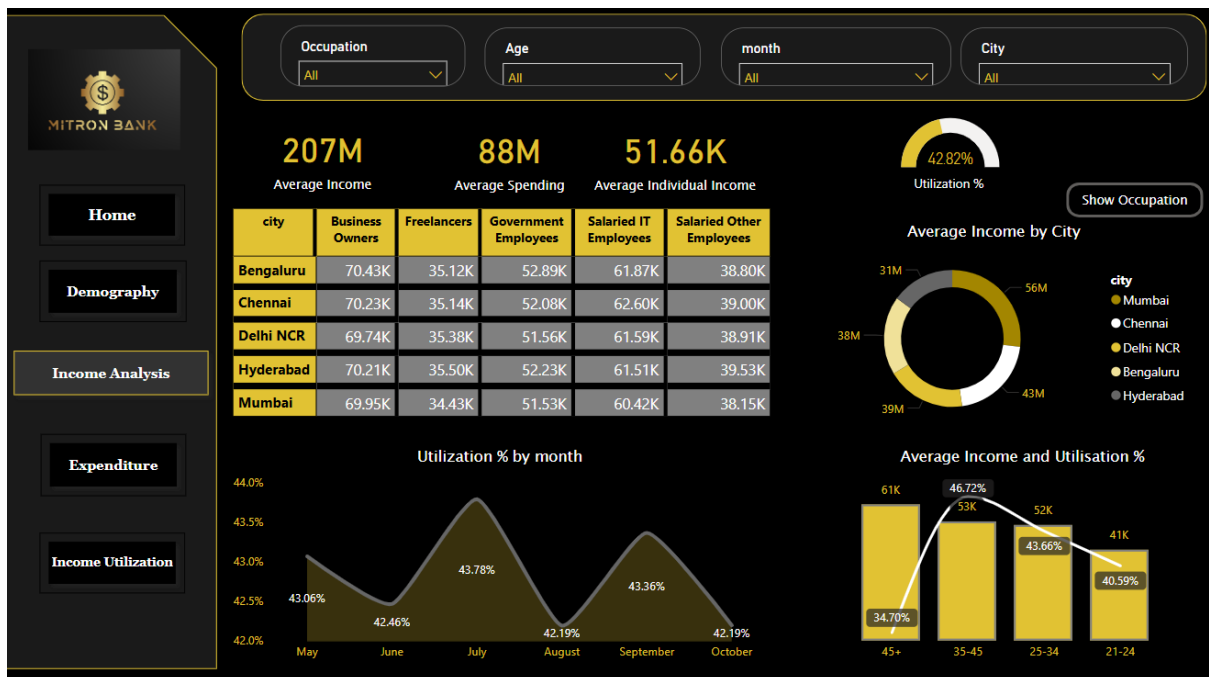 MITRON BANK
Home
Demography
Income Analysis
Expenditure
Income Utilization
Occupation
All
Age
All
month
All
City
All
207M
Average Income
88M
Average Spending
51.66K
Average Individual Income
42.82%
Utilization %
Show Occupation
city Business Owners Freelancers Government Employees Salaried IT Employees Salaried Other Employees
Bengaluru 70.43K 35.12K 52.89K 61.87K 38.80K
Chennai 70.23K 35.14K 52.08K 62.60K 39.00K
Delhi NCR 69.74K 35.38K 51.56K 61.59K 38.91K
Hyderabad 70.21K 35.50K 52.23K 61.51K 39.53K
Mumbai 69.95K 34.43K 51.53K 60.42K 38.15K
Average Income by City
31M
56M
38M
39M
43M
city
Mumbai
Chennai
Delhi NCR
Bengaluru
Hyderabad
Utilization % by month
44.0%
43.5%
43.0%
42.5%
42.0%
43.06%
42.46%
43.78%
42.19%
43.36%
42.19%
May June July August September October
Average Income and Utilisation %
61K
46.72%
53K
52K
41K
34.70%
43.66%
40.59%
45+ 35-45 25-34 21-24